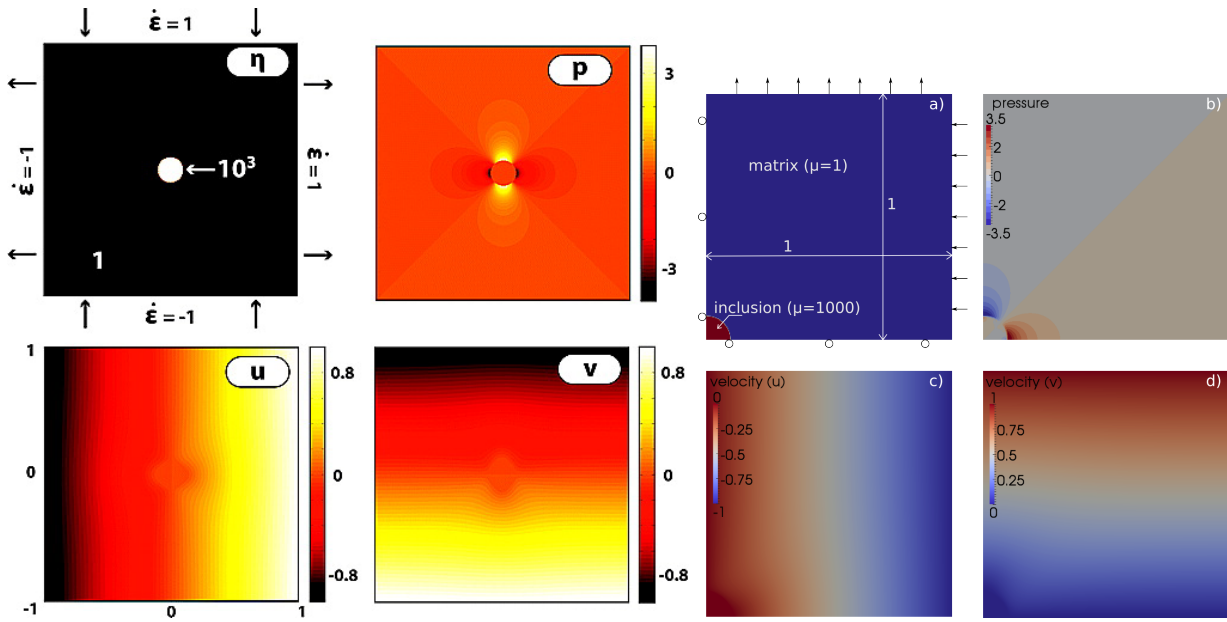 ε̇ = 1
η
ε̇ = -1
10³
ε̇ = 1
1
ε̇ = -1
p
3
0
-3
1
0
-1
0
1
u
0.8
0
-0.8
v
0.8
0
-0.8
a)
matrix (μ=1)
1
1
inclusion (μ=1000)
b)
pressure
3.5
2
0
-2
-3.5
c)
velocity (u)
0
-0.25
-0.5
-0.75
-1
d)
velocity (v)
1
0.75
0.5
0.25
0